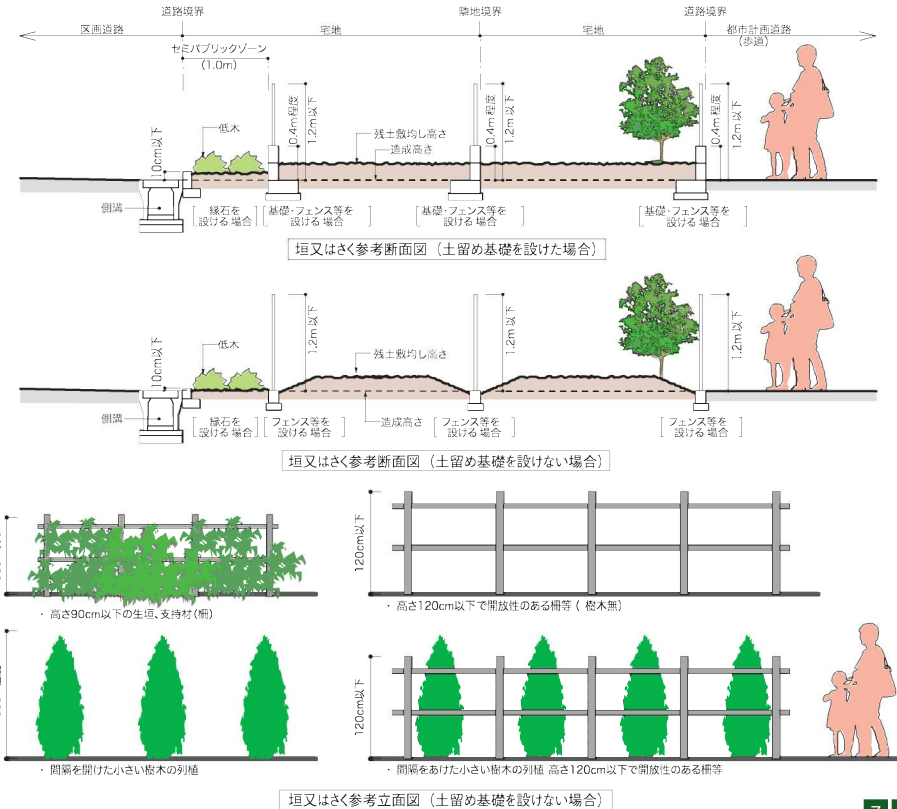 道路境界
隣地境界
道路境界
区画道路
宅地
宅地
都市計画道路
(歩道)
セミパブリックゾーン
(1.0m)
10cm以下
低木
0.4m程度
1.2m以下
残土敷均し高さ
造成高さ
0.4m程度
1.2m以下
0.4m程度
1.2m以下
側溝
縁石を
設ける場合
基礎・フェンス等を
設ける場合
基礎・フェンス等を
設ける場合
基礎・フェンス等を
設ける場合
垣又はさく参考断面図（土留め基礎を設けた場合）
10cm以下
低木
1.2m以下
残土敷均し高さ
1.2m以下
1.2m以下
側溝
縁石を
設ける場合
フェンス等を
設ける場合
造成高さ
フェンス等を
設ける場合
フェンス等を
設ける場合
垣又はさく参考断面図（土留め基礎を設けない場合）
120cm以下
・高さ90cm以下の生垣、支持材(柵)
・高さ120cm以下で開放性のある柵等（樹木無）
120cm以下
・間隔を開けた小さい樹木の列植
・間隔をあけた小さい樹木の列植 高さ120cm以下で開放性のある柵等
垣又はさく参考立面図（土留め基礎を設けない場合）